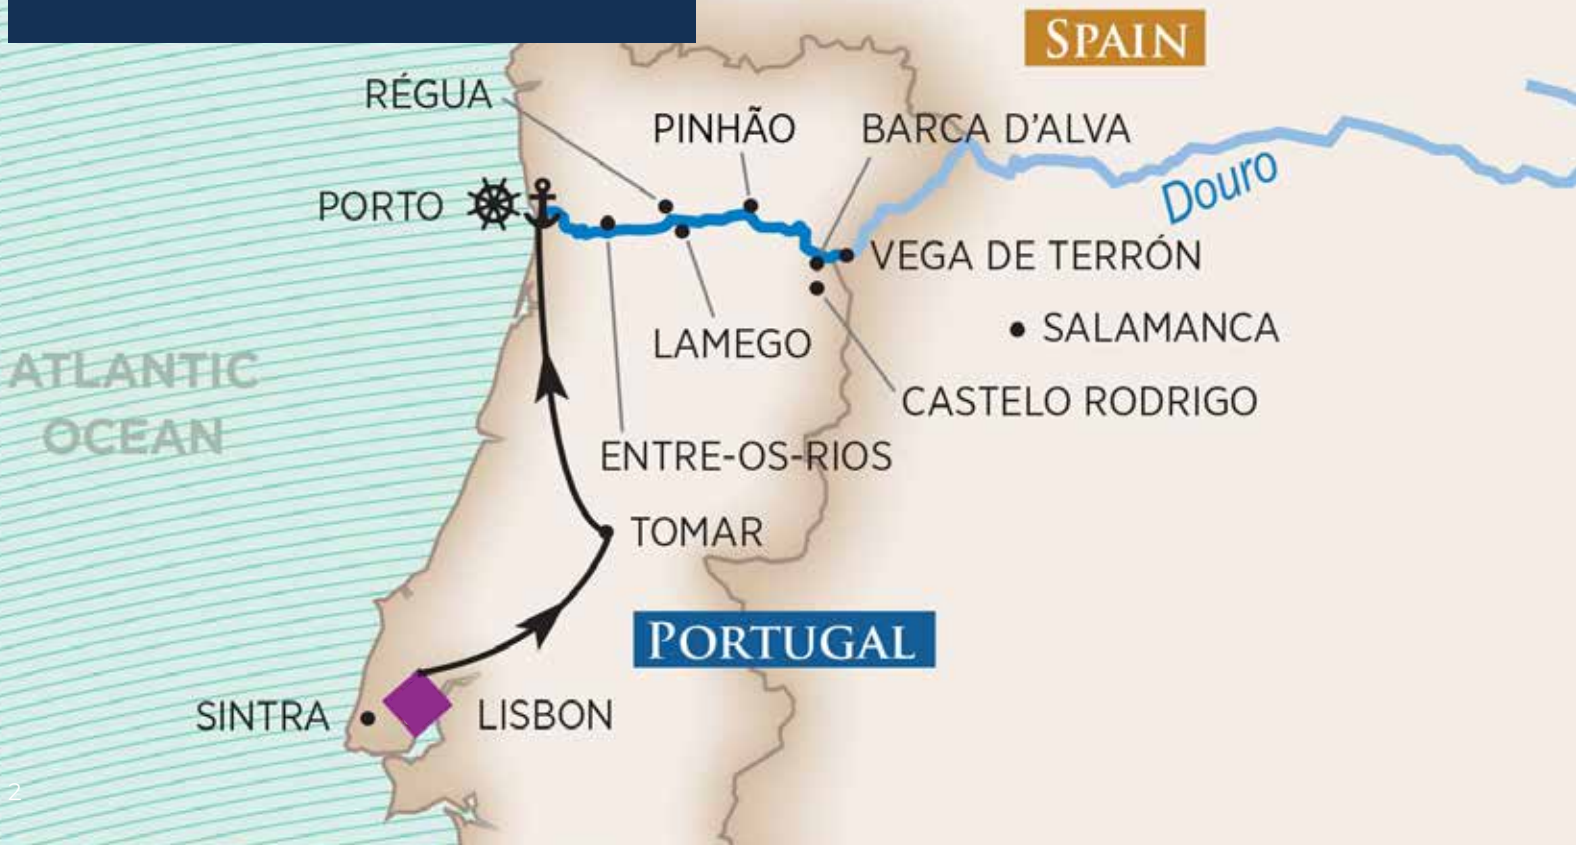 SPAIN
RÉGUA
PINHÃO
BARCA D'ALVA
Douro
PORTO
VEGA DE TERRÓN
SALAMANCA
LAMEGO
ATLANTIC
OCEAN
CASTELO RODRIGO
ENTRE-OS-RIOS
TOMAR
PORTUGAL
SINTRA
LISBON
2